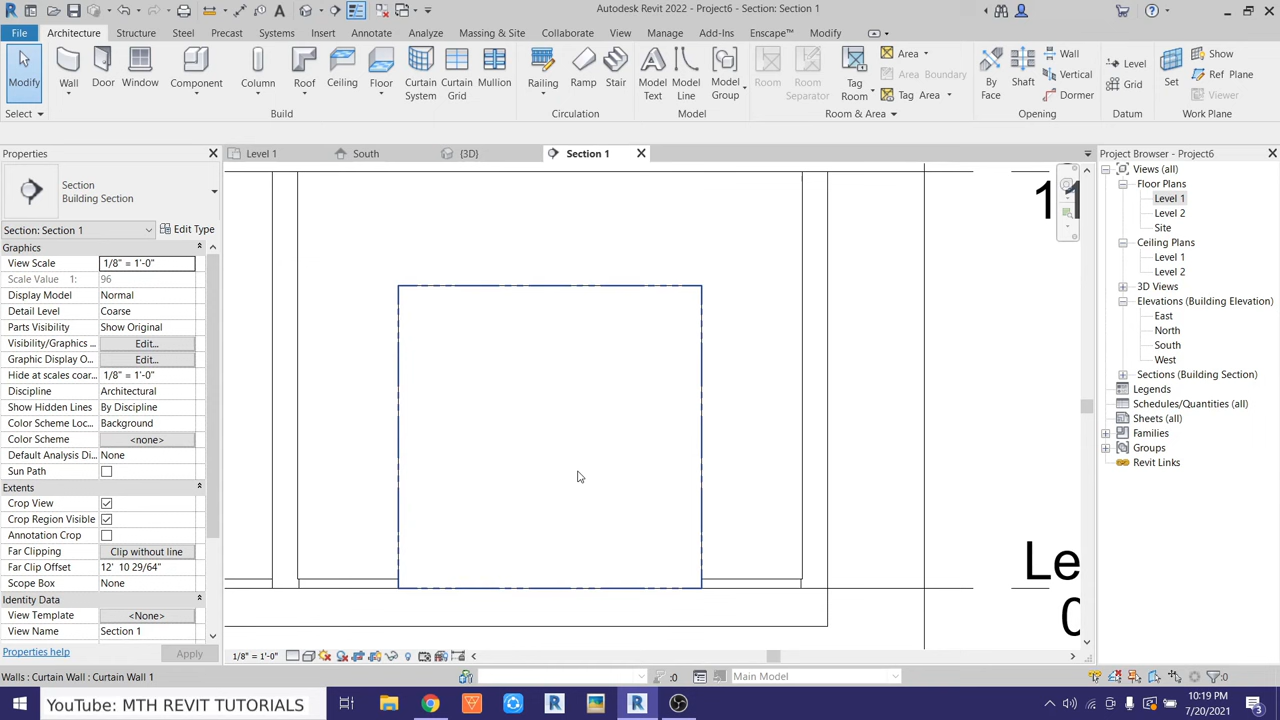 Autodesk Revit 2022 - Project6 - Section: Section 1
File Architecture Structure Steel Precast Systems Insert Annotate Analyze Massing & Site Collaborate View Manage Add-Ins Enscape™ Modify
Modify Wall Door Window Component Column Roof Ceiling Floor Curtain System Curtain Grid Mullion Railing Ramp Stair Model Text Model Line Model Group Room Room Separator Tag Room Area Area Boundary Tag Area By Face Shaft Wall Vertical Dormer Level Grid Set Show Ref Plane Viewer
Select Build Circulation Model Room & Area Opening Datum Work Plane
Properties
Level 1 South {3D} Section 1
Project Browser - Project6
Section
Building Section
Section: Section 1 Edit Type
Graphics
View Scale 1/8" = 1'-0"
Scale Value 1: 96
Display Model Normal
Detail Level Coarse
Parts Visibility Show Original
Visibility/Graphics ... Edit...
Graphic Display O... Edit...
Hide at scales coar... 1/8" = 1'-0"
Discipline Architectural
Show Hidden Lines By Discipline
Color Scheme Loc... Background
Color Scheme <none>
Default Analysis Di... None
Sun Path
Extents
Crop View
Crop Region Visible
Annotation Crop
Far Clipping Clip without line
Far Clip Offset 12' 10 29/64"
Scope Box None
Identity Data
View Template <None>
View Name Section 1
Properties help Apply
Le
0
Views (all)
Floor Plans
Level 1
Level 2
Site
Ceiling Plans
Level 1
Level 2
3D Views
Elevations (Building Elevation)
East
North
South
West
Sections (Building Section)
Legends
Schedules/Quantities (all)
Sheets (all)
Families
Groups
Revit Links
1/8" = 1'-0"
Walls : Curtain Wall : Curtain Wall 1 :0 Main Model :0
YouTube: MTH REVIT TUTORIALS
10:19 PM
7/20/2021
3